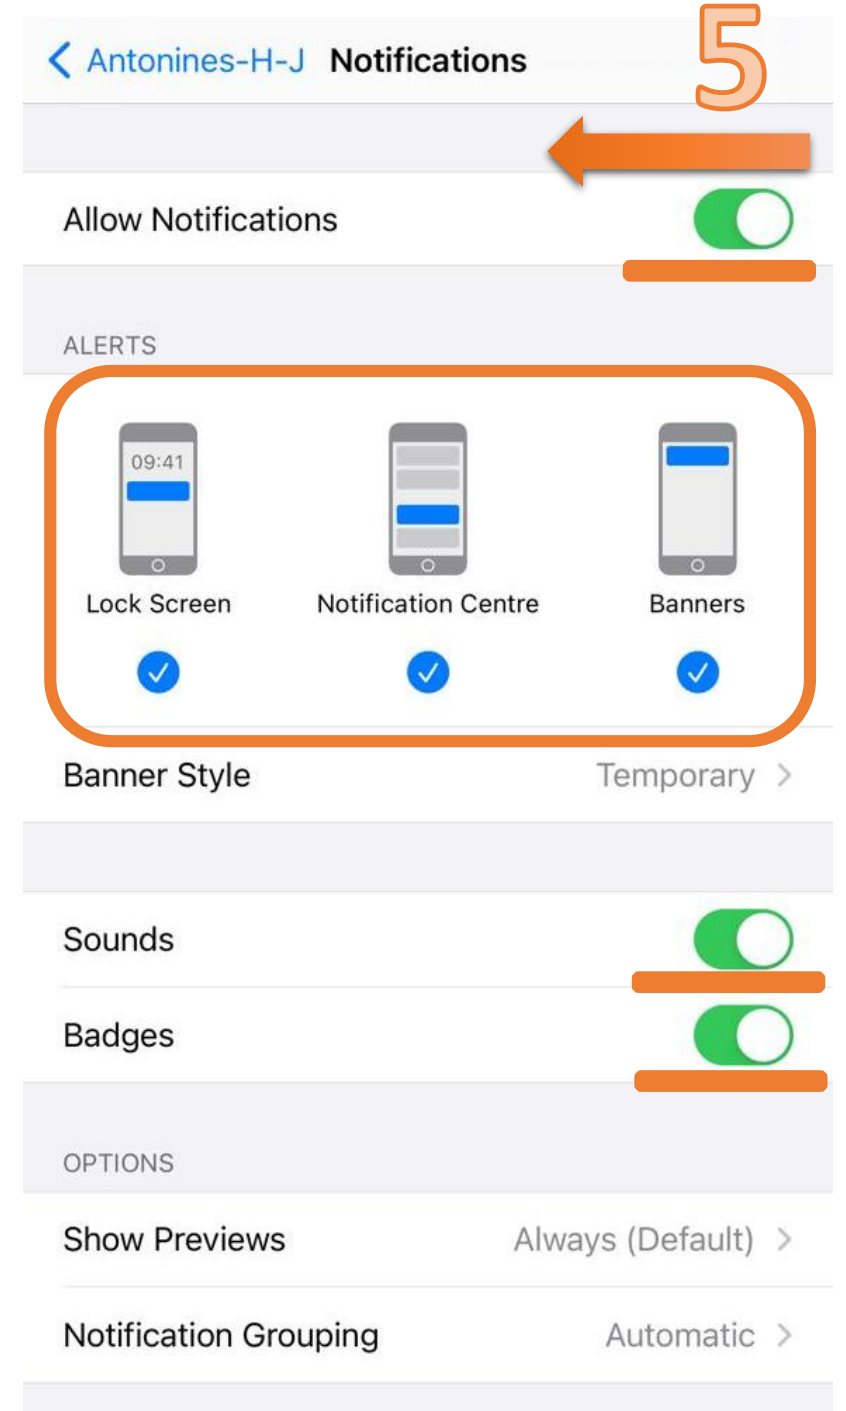 5
Antonines-H-J Notifications
Allow Notifications
ALERTS
09:41
Lock Screen Notification Centre Banners
Banner Style Temporary
Sounds
Badges
OPTIONS
Show Previews Always (Default)
Notification Grouping Automatic